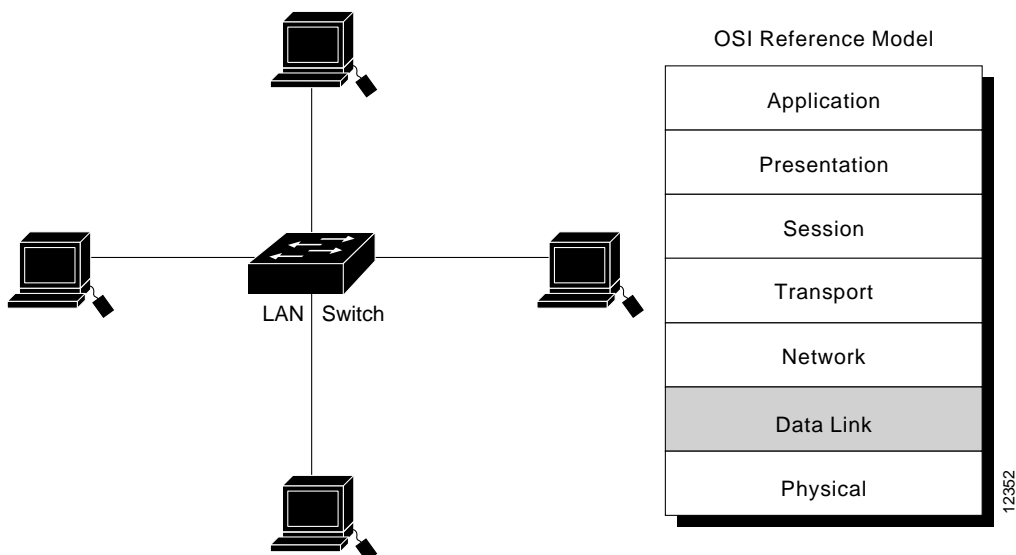 LAN Switch
OSI Reference Model
Application
Presentation
Session
Transport
Network
Data Link
Physical
12352